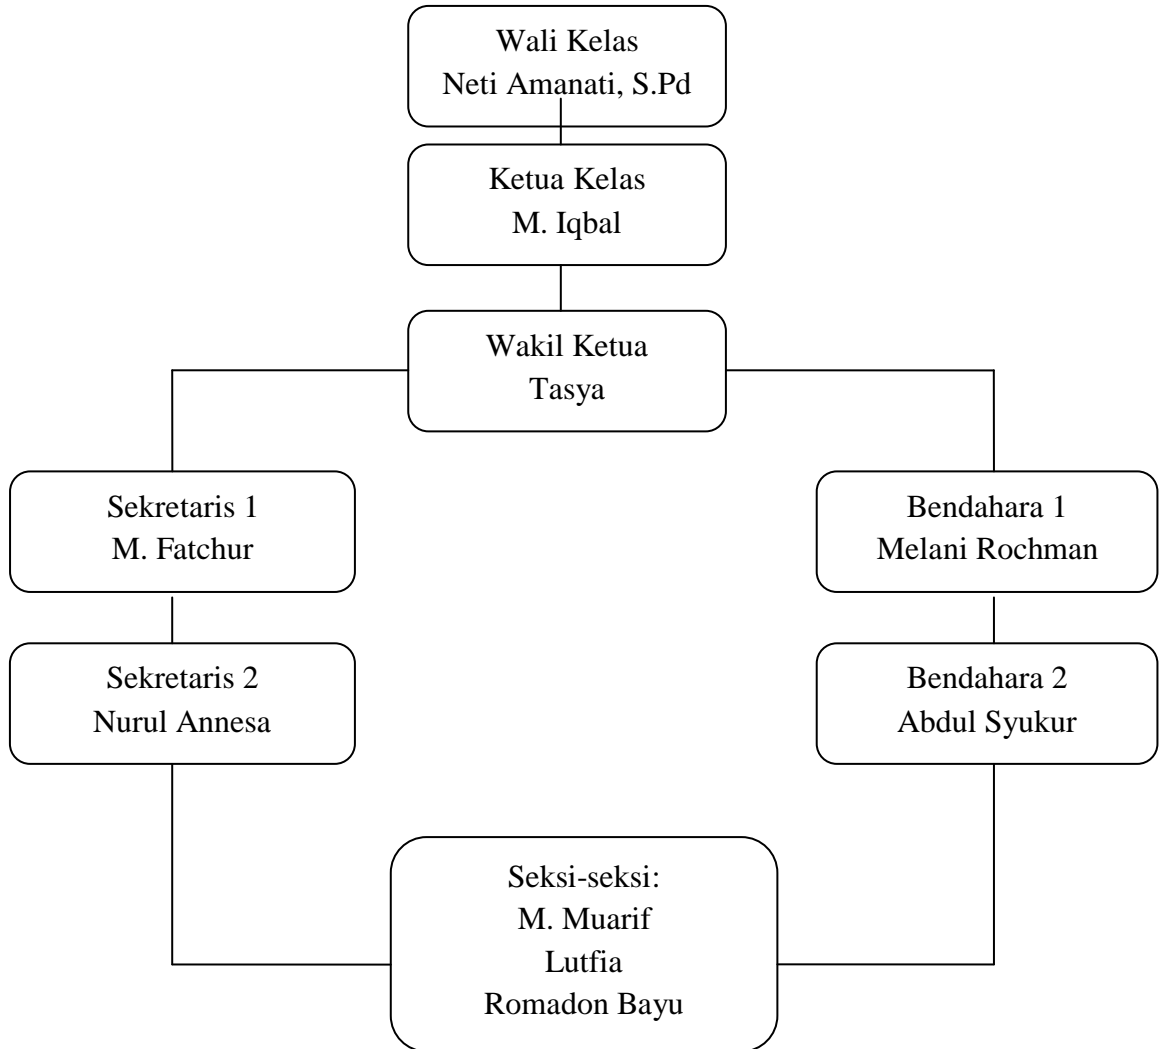 Wali Kelas
Neti Amanati, S.Pd
Ketua Kelas
M. Iqbal
Wakil Ketua
Tasya
Sekretaris 1
M. Fatchur
Bendahara 1
Melani Rochman
Sekretaris 2
Nurul Annesa
Bendahara 2
Abdul Syukur
Seksi-seksi:
M. Muarif
Lutfia
Romadon Bayu